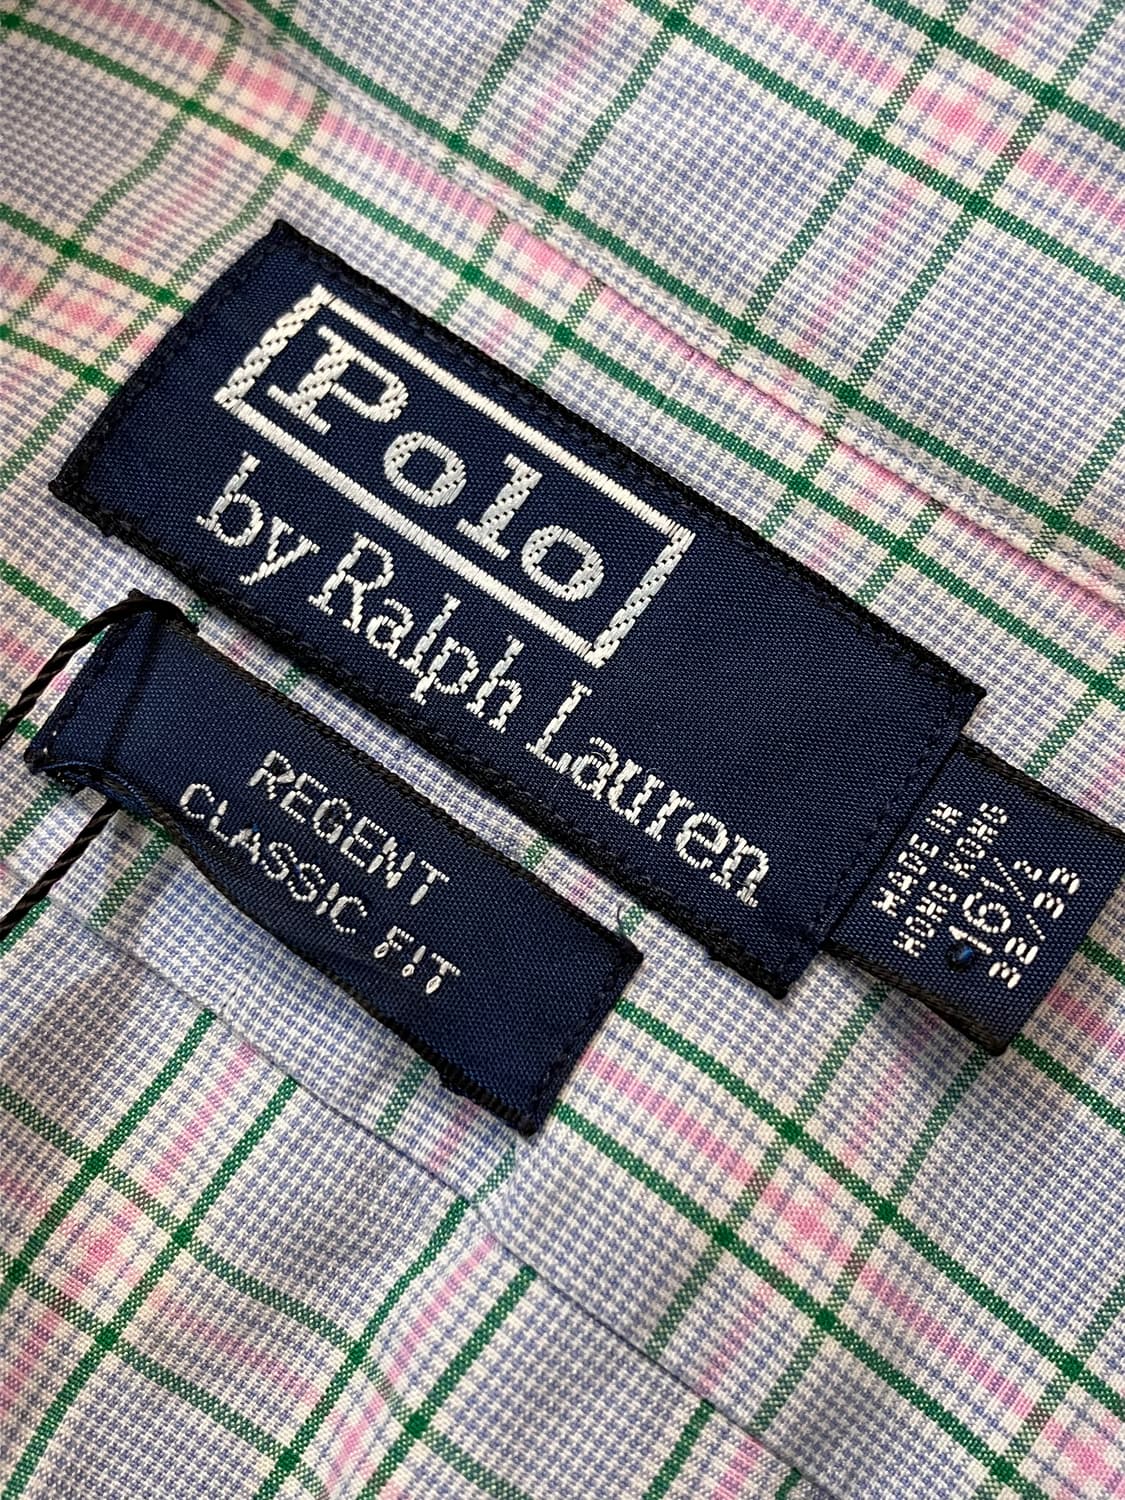 Polo
by Ralph Lauren
REGENT
CLASSIC FIT
MADE IN
HONG KONG
16½
32/33